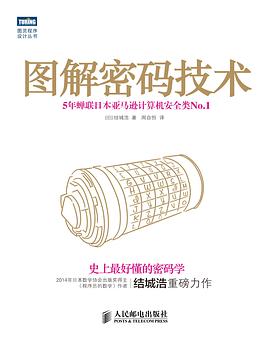 TURING
图灵程序
设计丛书
图解密码技术
5年蝉联日本亚马逊计算机安全类No.1
[日]结城浩 著 周自恒 译
史上最好懂的密码学
2014年日本数学协会出版奖得主
《程序员的数学》作者
结城浩重磅力作
人民邮电出版社
POSTS & TELECOM PRESS